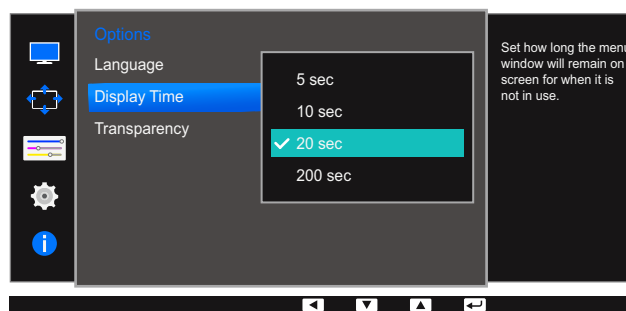 Options
Language
Display Time
Transparency
5 sec
10 sec
20 sec
200 sec
Set how long the menu
window will remain on
screen for when it is
not in use.